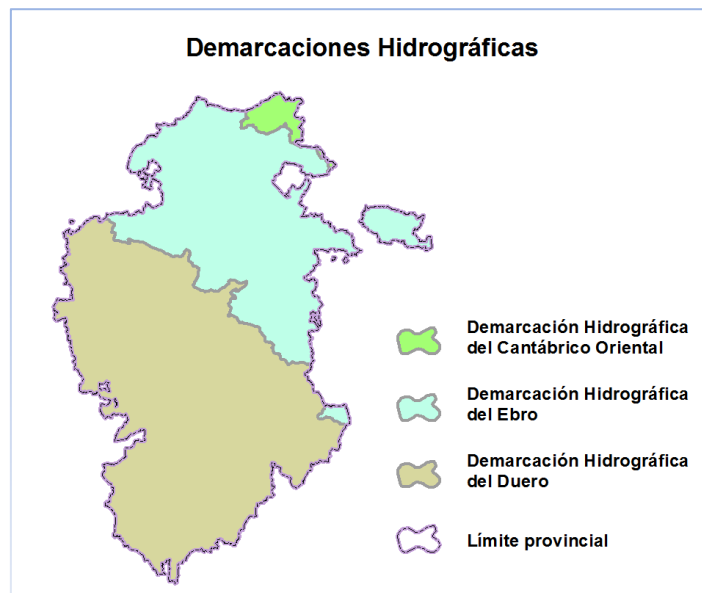 Demarcaciones Hidrográficas
Demarcación Hidrográfica
del Cantábrico Oriental
Demarcación Hidrográfica
del Ebro
Demarcación Hidrográfica
del Duero
Límite provincial